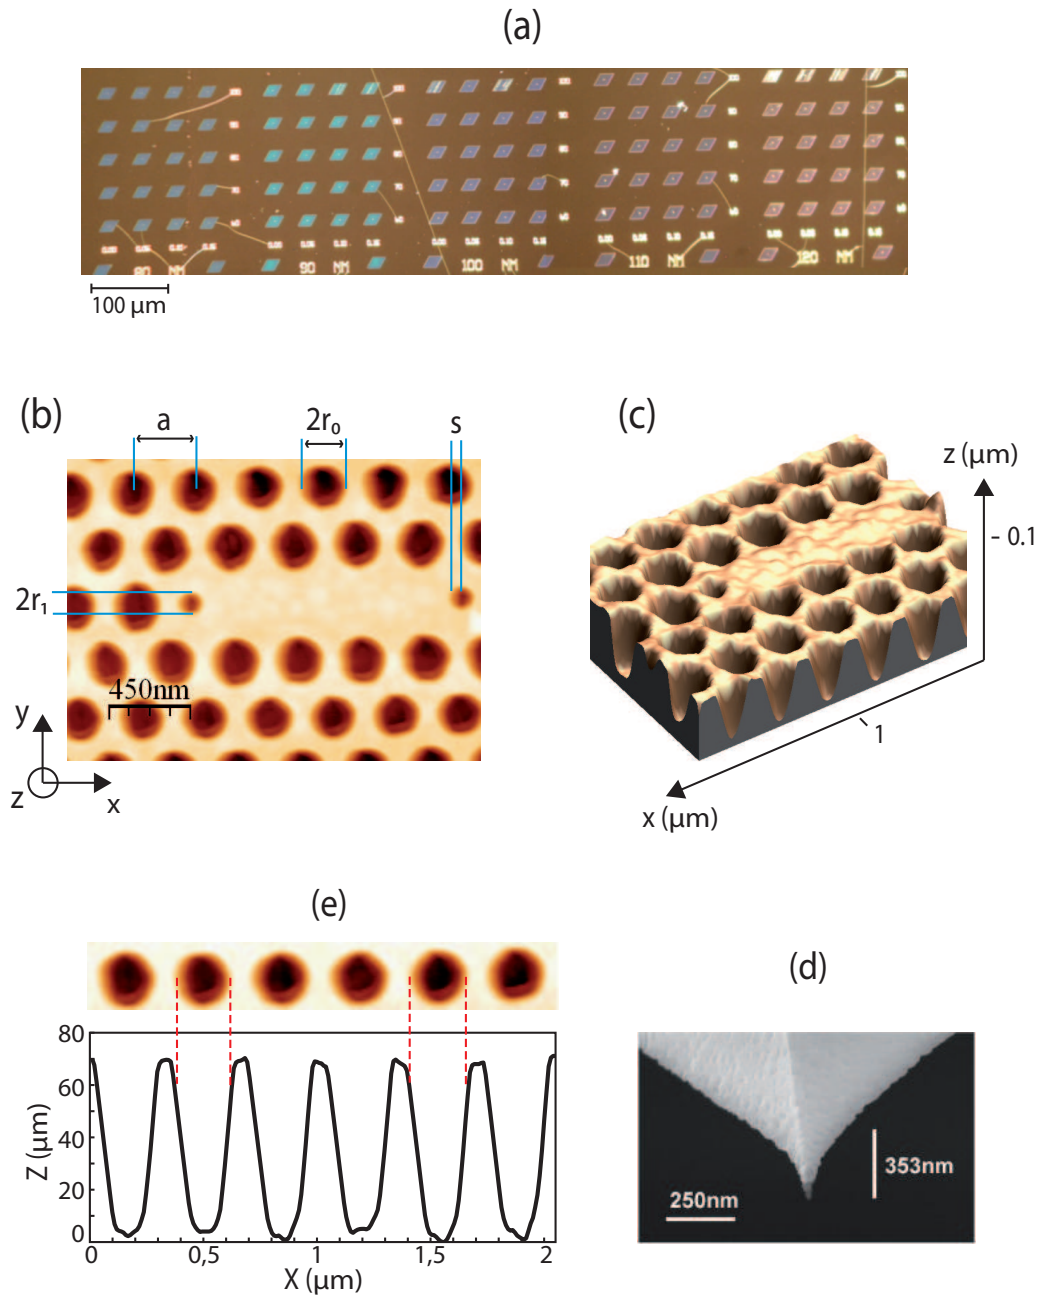 (a)
80 NM
90 NM
100 NM
110 NM
120 NM
100 μm
(b)
a
2r₀
s
2r₁
450nm
y
z
x
(c)
z (μm)
- 0.1
1
x (μm)
(e)
80
60
40
20
0
Z (μm)
0
0,5
1
1,5
2
X (μm)
(d)
353nm
250nm